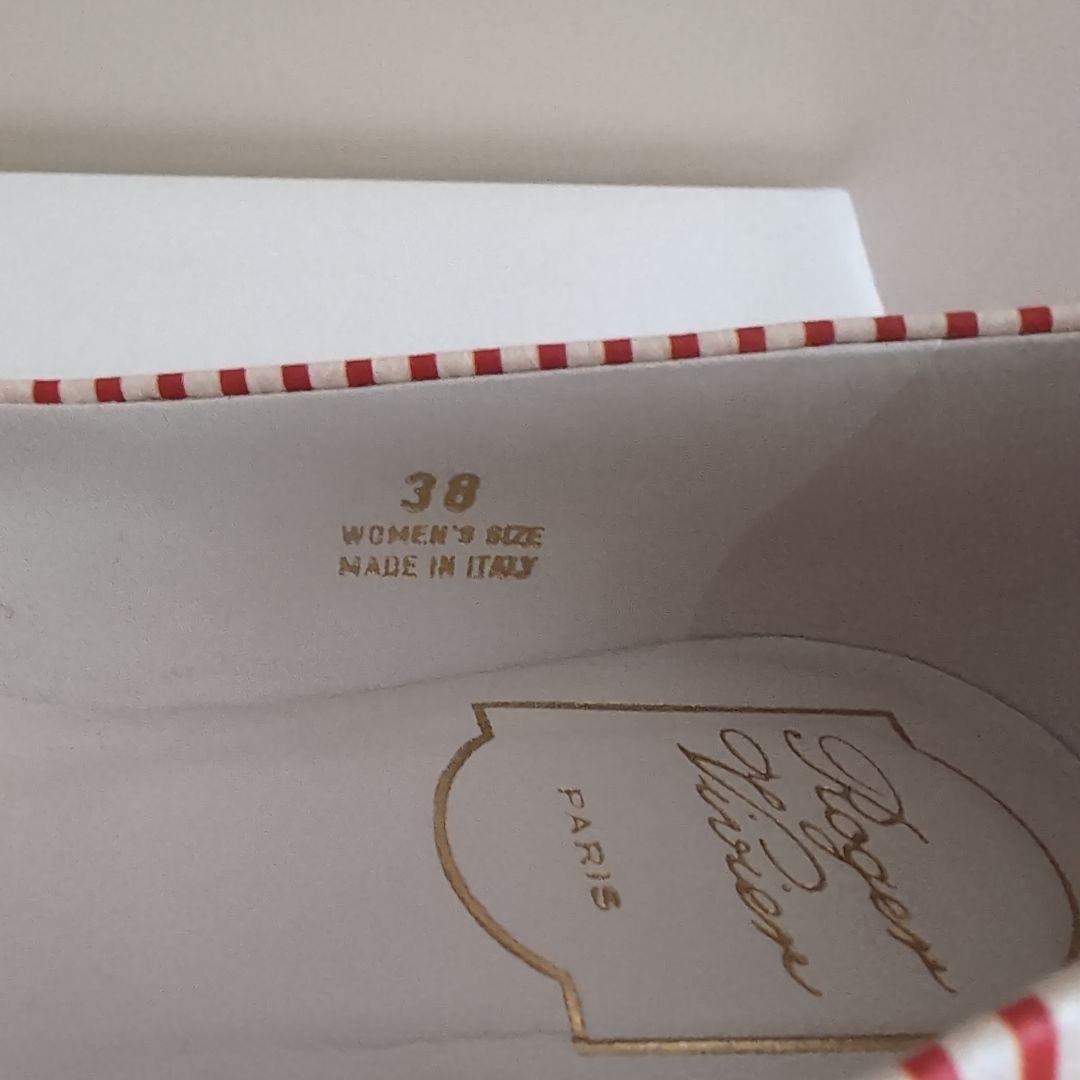 38
WOMEN'S SIZE
MADE IN ITALY
Roger
Vivier
PARIS